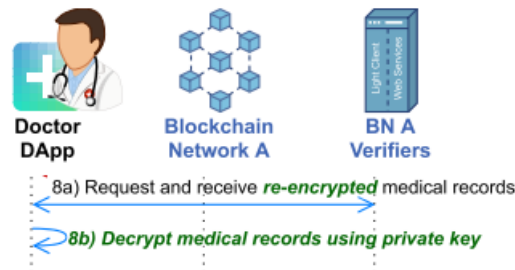 Light Client
Web Services
Doctor
DApp
Blockchain
Network A
BN A
Verifiers
8a) Request and receive re-encrypted medical records
8b) Decrypt medical records using private key